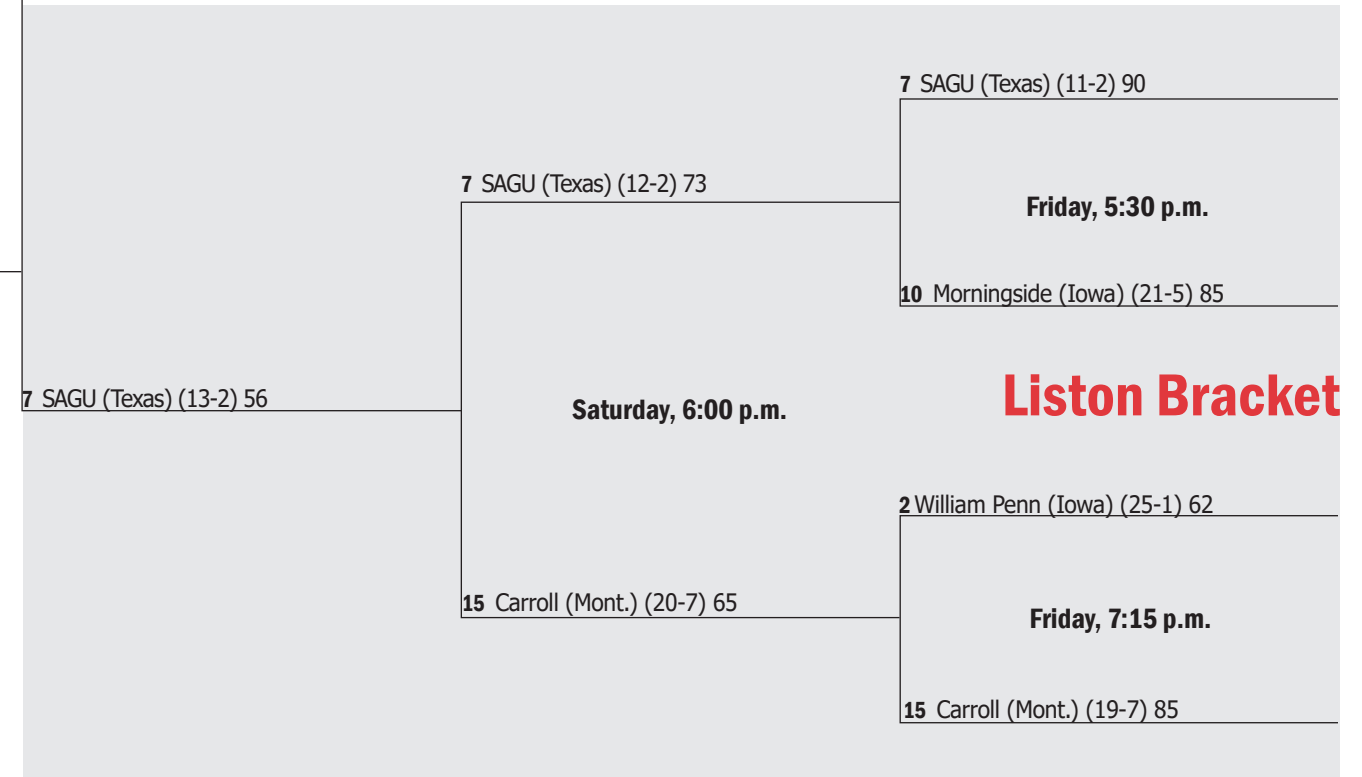 7 SAGU (Texas) (11-2) 90
7 SAGU (Texas) (12-2) 73
Friday, 5:30 p.m.
10 Morningside (Iowa) (21-5) 85
7 SAGU (Texas) (13-2) 56
Saturday, 6:00 p.m.
Liston Bracket
2 William Penn (Iowa) (25-1) 62
15 Carroll (Mont.) (20-7) 65
Friday, 7:15 p.m.
15 Carroll (Mont.) (19-7) 85